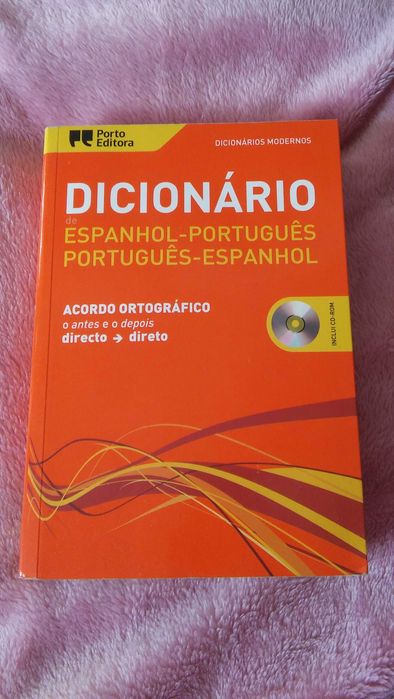 Porto
Editora
DICIONÁRIOS MODERNOS
DICIONÁRIO
de
ESPANHOL-PORTUGUÊS
PORTUGUÊS-ESPANHOL
ACORDO ORTOGRÁFICO
o antes e o depois
directo → direto
INCLUI CD-ROM